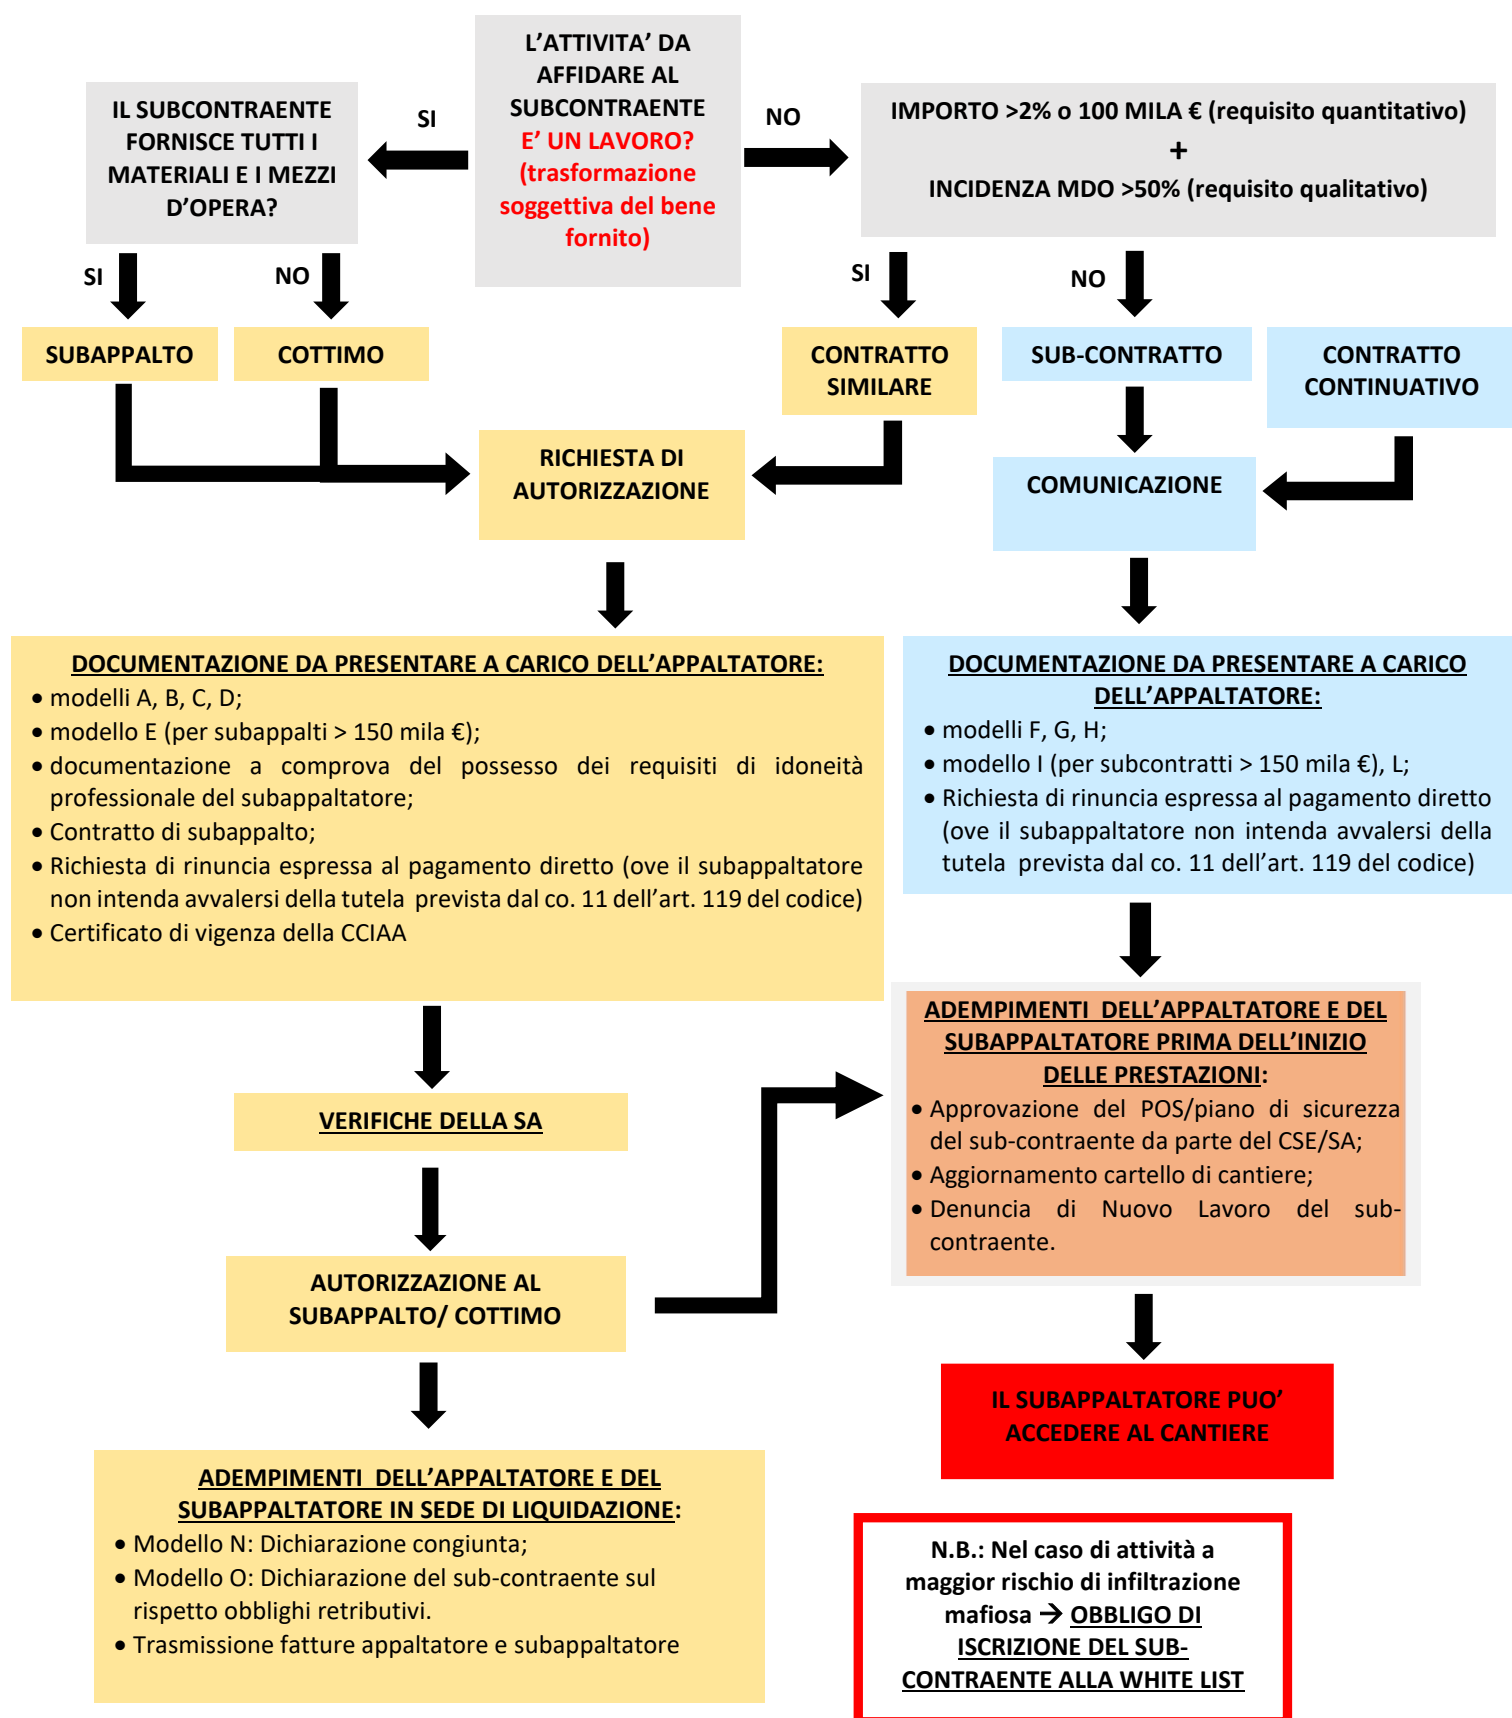 L’ATTIVITA’ DA
AFFIDARE AL
SUBCONTRAENTE
E’ UN LAVORO?
(trasformazione
soggettiva del bene
fornito)
IL SUBCONTRAENTE
FORNISCE TUTTI I
MATERIALI E I MEZZI
D’OPERA?
SI
NO
IMPORTO >2% o 100 MILA € (requisito quantitativo)
+
INCIDENZA MDO >50% (requisito qualitativo)
SI
NO
SI
NO
SUBAPPALTO
COTTIMO
CONTRATTO
SIMILARE
SUB-CONTRATTO
CONTRATTO
CONTINUATIVO
RICHIESTA DI
AUTORIZZAZIONE
COMUNICAZIONE
DOCUMENTAZIONE DA PRESENTARE A CARICO DELL’APPALTATORE:
• modelli A, B, C, D;
• modello E (per subappalti > 150 mila €);
• documentazione a comprova del possesso dei requisiti di idoneità
professionale del subappaltatore;
• Contratto di subappalto;
• Richiesta di rinuncia espressa al pagamento diretto (ove il subappaltatore
non intenda avvalersi della tutela prevista dal co. 11 dell’art. 119 del codice)
• Certificato di vigenza della CCIAA
DOCUMENTAZIONE DA PRESENTARE A CARICO
DELL’APPALTATORE:
• modelli F, G, H;
• modello I (per subcontratti > 150 mila €), L;
• Richiesta di rinuncia espressa al pagamento diretto
(ove il subappaltatore non intenda avvalersi della
tutela prevista dal co. 11 dell’art. 119 del codice)
VERIFICHE DELLA SA
AUTORIZZAZIONE AL
SUBAPPALTO/ COTTIMO
ADEMPIMENTI DELL’APPALTATORE E DEL
SUBAPPALTATORE PRIMA DELL’INIZIO
DELLE PRESTAZIONI:
• Approvazione del POS/piano di sicurezza
del sub-contraente da parte del CSE/SA;
• Aggiornamento cartello di cantiere;
• Denuncia di Nuovo Lavoro del sub-
contraente.
IL SUBAPPALTATORE PUO’
ACCEDERE AL CANTIERE
ADEMPIMENTI DELL’APPALTATORE E DEL
SUBAPPALTATORE IN SEDE DI LIQUIDAZIONE:
• Modello N: Dichiarazione congiunta;
• Modello O: Dichiarazione del sub-contraente sul
rispetto obblighi retributivi.
• Trasmissione fatture appaltatore e subappaltatore
N.B.: Nel caso di attività a
maggior rischio di infiltrazione
mafiosa → OBBLIGO DI
ISCRIZIONE DEL SUB-
CONTRAENTE ALLA WHITE LIST